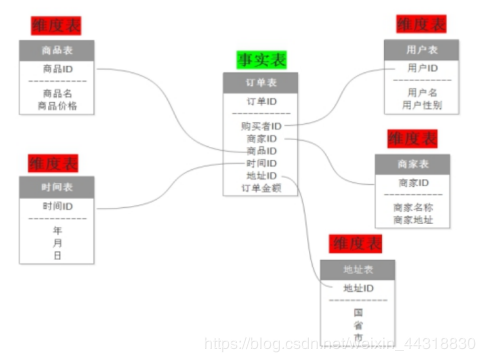 维度表
商品表
商品ID
商品名
商品价格
维度表
时间表
时间ID
年
月
日
事实表
订单表
订单ID
购买者ID
商家ID
商品ID
时间ID
地址ID
订单金额
维度表
用户表
用户ID
用户名
用户性别
维度表
商家表
商家ID
商家名称
商家地址
维度表
地址表
地址ID
国
省
市
https://blog.csdn.net/weixin_44318830